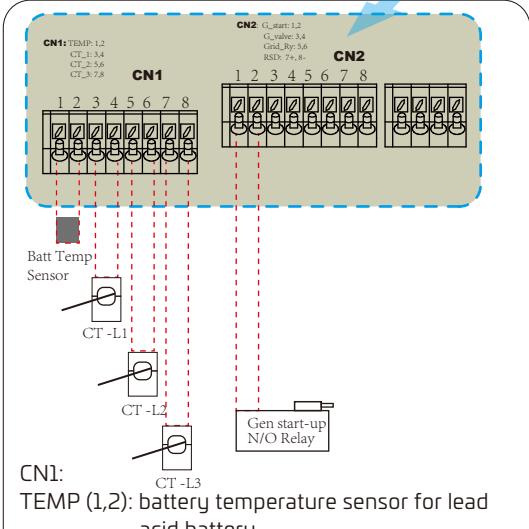 CN1: TEMP: 1,2
CT_1: 3,4
CT_2: 5,6
CT_3: 7,8
CN1
1 2 3 4 5 6 7 8
CN2: G_start: 1,2
G_valve: 3,4
Grid_Ry: 5,6
RSD: 7+, 8-
CN2
1 2 3 4 5 6 7 8
Batt Temp
Sensor
CT -L1
CT -L2
CT -L3
Gen start-up
N/O Relay
CN1:
TEMP (1,2): battery temperature sensor for lead
acid battery